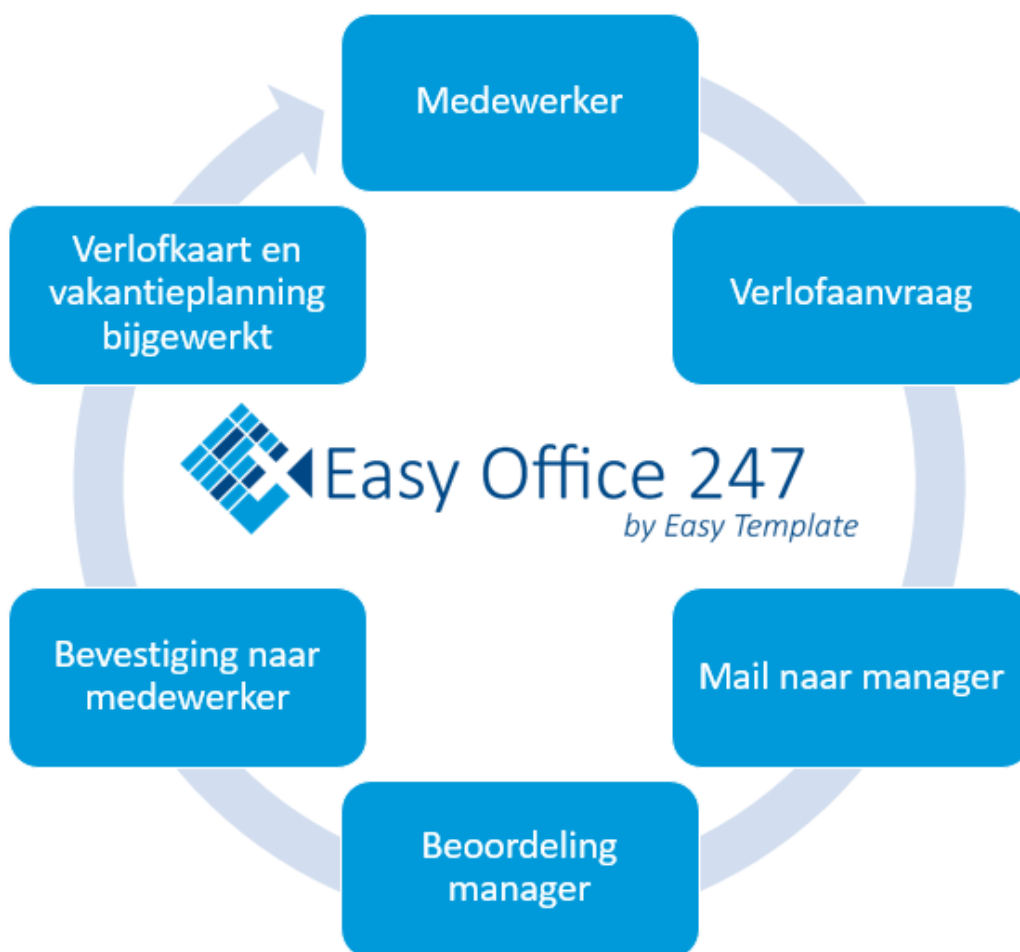 Medewerker
Verlofaanvraag
Mail naar manager
Beoordeling
manager
Bevestiging naar
medewerker
Verlofkaart en
vakantieplanning
bijgewerkt
Easy Office 247
by Easy Template